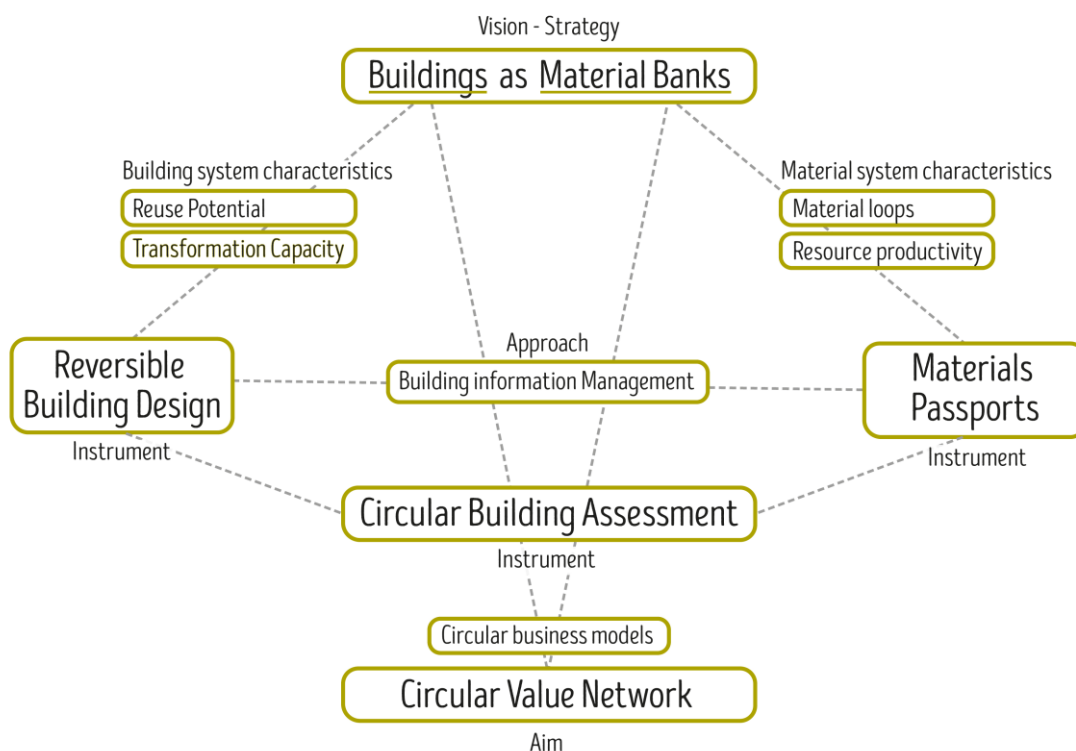 Vision - Strategy
Buildings as Material Banks
Building system characteristics
Reuse Potential
Transformation Capacity
Material system characteristics
Material loops
Resource productivity
Reversible
Building Design
Instrument
Approach
Building information Management
Materials
Passports
Instrument
Circular Building Assessment
Instrument
Circular business models
Circular Value Network
Aim